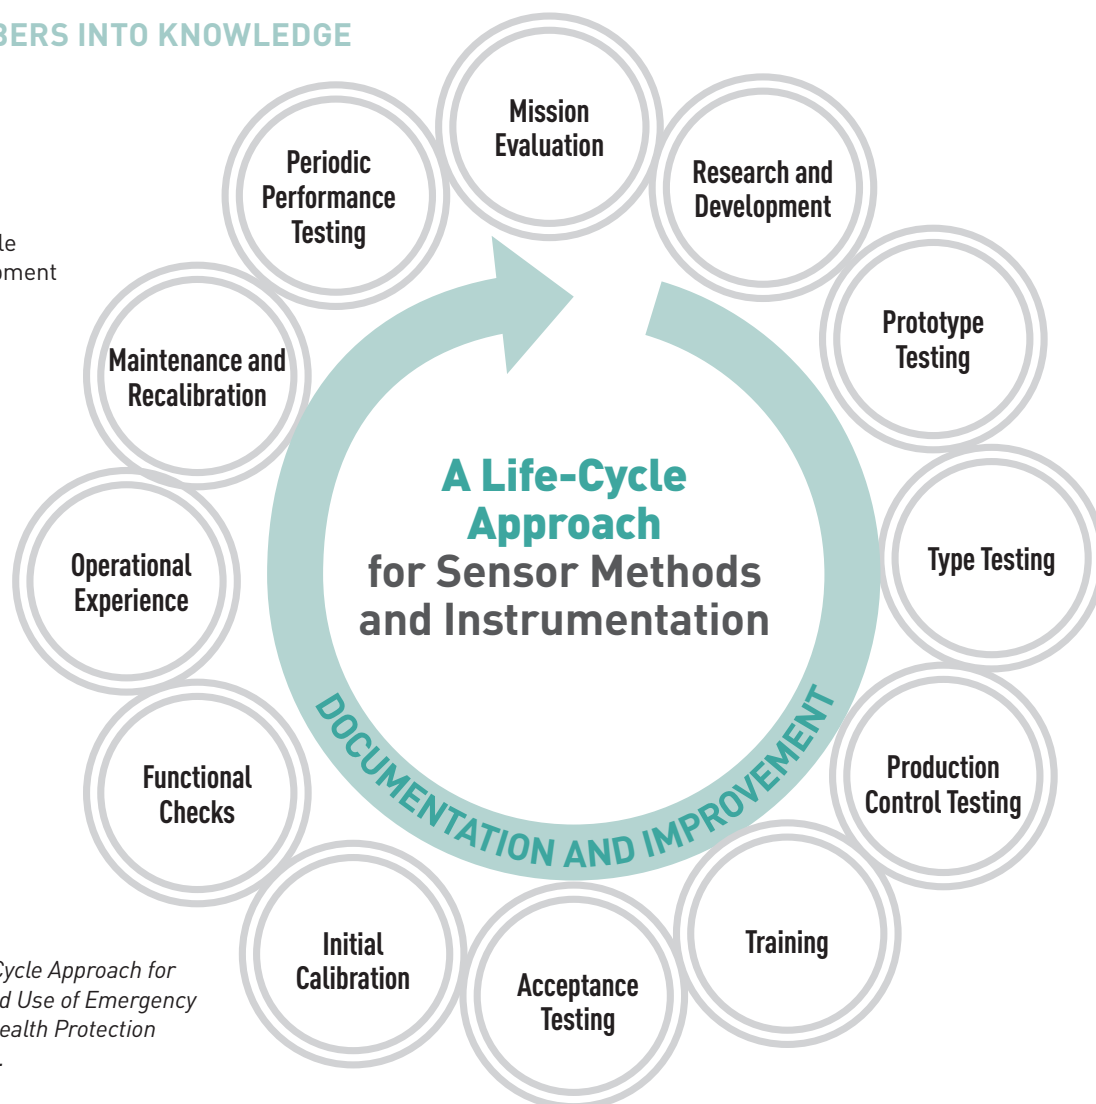 BERS INTO KNOWLEDGE
Mission
Evaluation
Research and
Development
Prototype
Testing
Type Testing
Production
Control Testing
Training
Acceptance
Testing
Initial
Calibration
Functional
Checks
Operational
Experience
Maintenance and
Recalibration
Periodic
Performance
Testing
A Life-Cycle
Approach
for Sensor Methods
and Instrumentation
DOCUMENTATION AND IMPROVEMENT
le
pment
Cycle Approach for
d Use of Emergency
ealth Protection
.